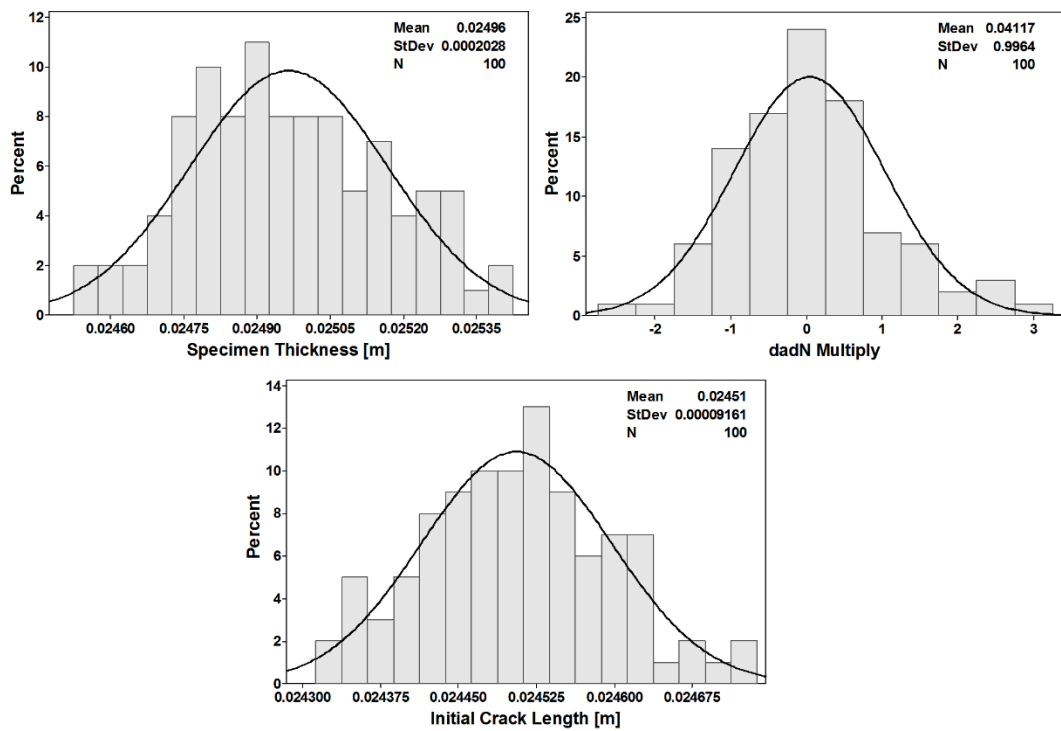 Mean 0.02496
StDev 0.0002028
N 100
12
10
8
6
4
2
0
Percent
0.02460 0.02475 0.02490 0.02505 0.02520 0.02535
Specimen Thickness [m]
Mean 0.04117
StDev 0.9964
N 100
25
20
15
10
5
0
Percent
-2 -1 0 1 2 3
dadN Multiply
Mean 0.02451
StDev 0.00009161
N 100
14
12
10
8
6
4
2
0
Percent
0.024300 0.024375 0.024450 0.024525 0.024600 0.024675
Initial Crack Length [m]